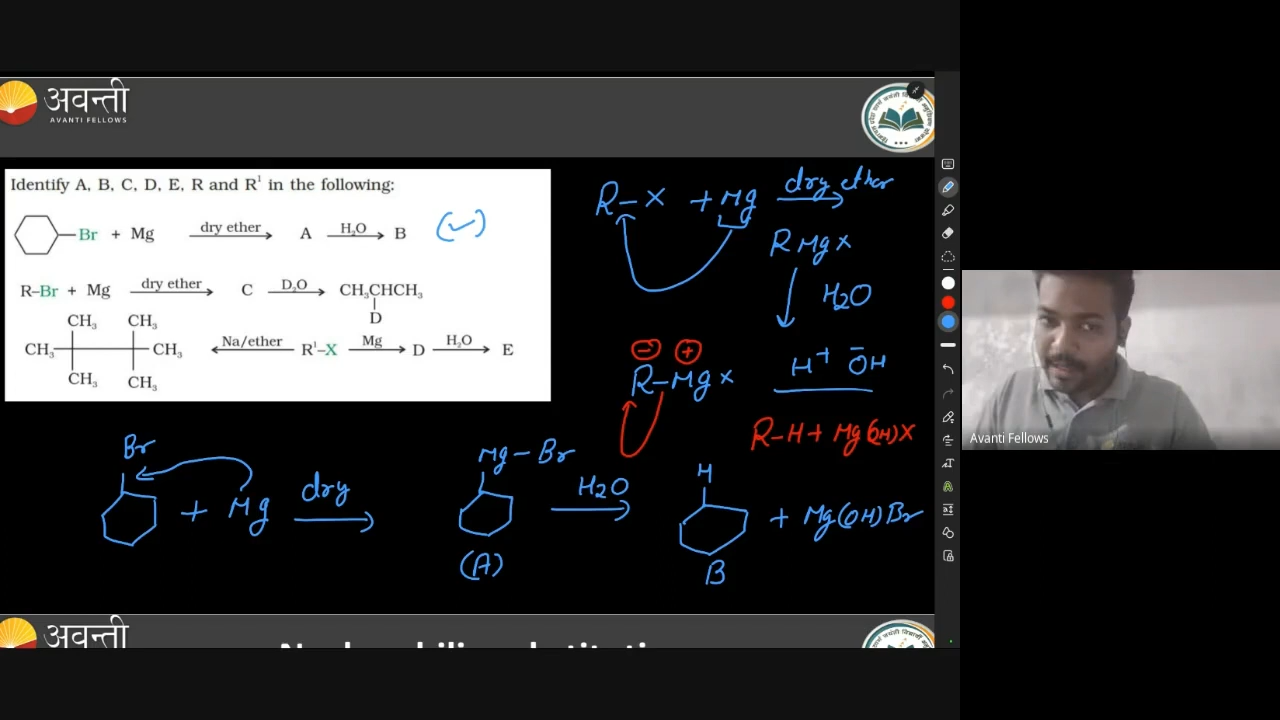 अवन्ती
AVANTI FELLOWS
Identify A, B, C, D, E, R and R¹ in the following:
Br + Mg dry ether A H₂O B
R–Br + Mg dry ether C D₂O CH₃CHCH₃
D
CH₃ CH₃
CH₃ CH₃ Na/ether R¹–X Mg D H₂O E
CH₃ CH₃
R–X + Mg dry ether
RMgX
H₂O
⊖ ⊕
R–MgX H⁺ ŌH
R–H + Mg(OH)X
Br + Mg dry
Mg–Br H2O
(A)
H + Mg(OH)Br
B
अवन्ती
Avanti Fellows